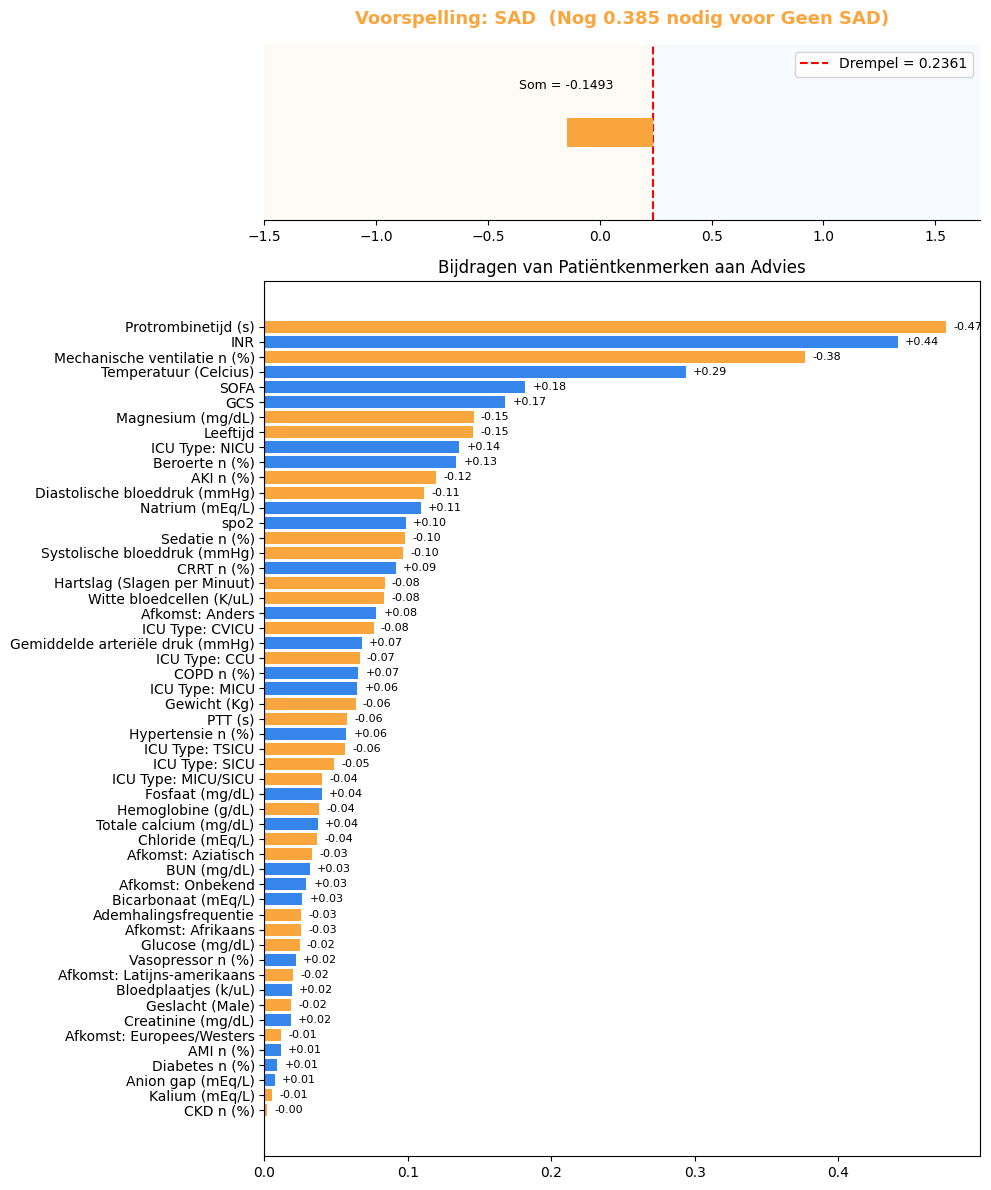 Voorspelling: SAD  (Nog 0.385 nodig voor Geen SAD)
Drempel = 0.2361
Som = -0.1493
−1.5 −1.0 −0.5 0.0 0.5 1.0 1.5
Bijdragen van Patiëntkenmerken aan Advies
Protrombinetijd (s) -0.47
INR +0.44
Mechanische ventilatie n (%) -0.38
Temperatuur (Celcius) +0.29
SOFA +0.18
GCS +0.17
Magnesium (mg/dL) -0.15
Leeftijd -0.15
ICU Type: NICU +0.14
Beroerte n (%) +0.13
AKI n (%) -0.12
Diastolische bloeddruk (mmHg) -0.11
Natrium (mEq/L) +0.11
spo2 +0.10
Sedatie n (%) -0.10
Systolische bloeddruk (mmHg) -0.10
CRRT n (%) +0.09
Hartslag (Slagen per Minuut) -0.08
Witte bloedcellen (K/uL) -0.08
Afkomst: Anders +0.08
ICU Type: CVICU -0.08
Gemiddelde arteriële druk (mmHg) +0.07
ICU Type: CCU -0.07
COPD n (%) +0.07
ICU Type: MICU +0.06
Gewicht (Kg) -0.06
PTT (s) -0.06
Hypertensie n (%) +0.06
ICU Type: TSICU -0.06
ICU Type: SICU -0.05
ICU Type: MICU/SICU -0.04
Fosfaat (mg/dL) +0.04
Hemoglobine (g/dL) -0.04
Totale calcium (mg/dL) +0.04
Chloride (mEq/L) -0.04
Afkomst: Aziatisch -0.03
BUN (mg/dL) +0.03
Afkomst: Onbekend +0.03
Bicarbonaat (mEq/L) +0.03
Ademhalingsfrequentie -0.03
Afkomst: Afrikaans -0.03
Glucose (mg/dL) -0.02
Vasopressor n (%) +0.02
Afkomst: Latijns-amerikaans -0.02
Bloedplaatjes (k/uL) +0.02
Geslacht (Male) -0.02
Creatinine (mg/dL) +0.02
Afkomst: Europees/Westers -0.01
AMI n (%) +0.01
Diabetes n (%) +0.01
Anion gap (mEq/L) +0.01
Kalium (mEq/L) -0.01
CKD n (%) -0.00
0.0 0.1 0.2 0.3 0.4